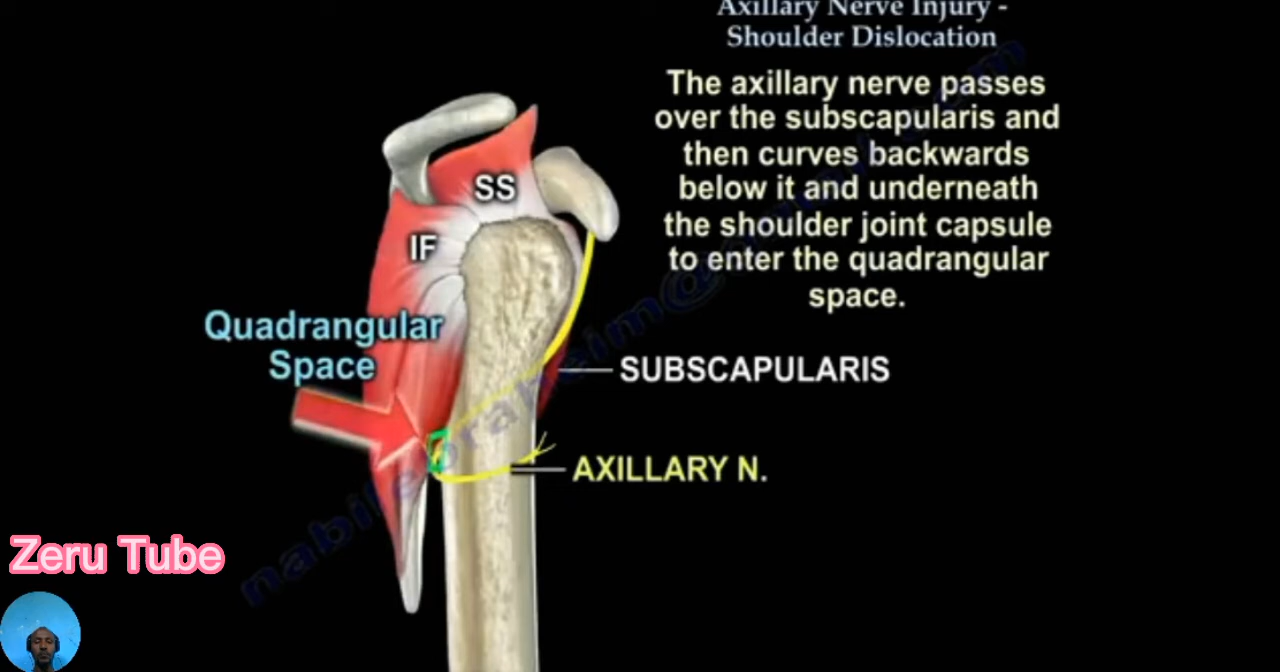 Axillary Nerve Injury -
Shoulder Dislocation
The axillary nerve passes
over the subscapularis and
then curves backwards
below it and underneath
the shoulder joint capsule
to enter the quadrangular
space.
SS
IF
Quadrangular
Space
SUBSCAPULARIS
AXILLARY N.
Zeru Tube